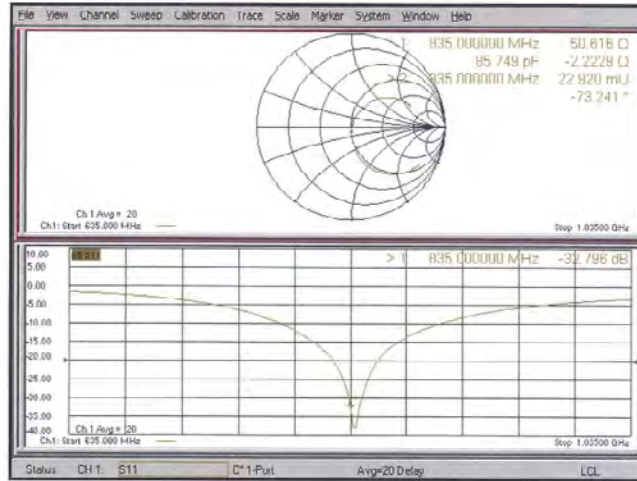 File View Channel Sweep Calibration Trace Scale Marker System Window Help
1 835.000000 MHz 50.616 Ω
85.749 pF -2.2228 Ω
> 2 835.000000 MHz 22.920 mU
-73.241 °
Ch 1 Avg = 20
Ch1: Start 635.000 MHz
Stop 1.03500 GHz
10.00
5.00
0.00
-5.00
-10.00
-15.00
-20.00
-25.00
-30.00
-35.00
-40.00
> 1 835.000000 MHz -32.796 dB
Ch 1 Avg = 20
Ch1: Start 635.000 MHz
Stop 1.03500 GHz
Status CH 1: S11 C* 1-Port Avg=20 Delay LCL